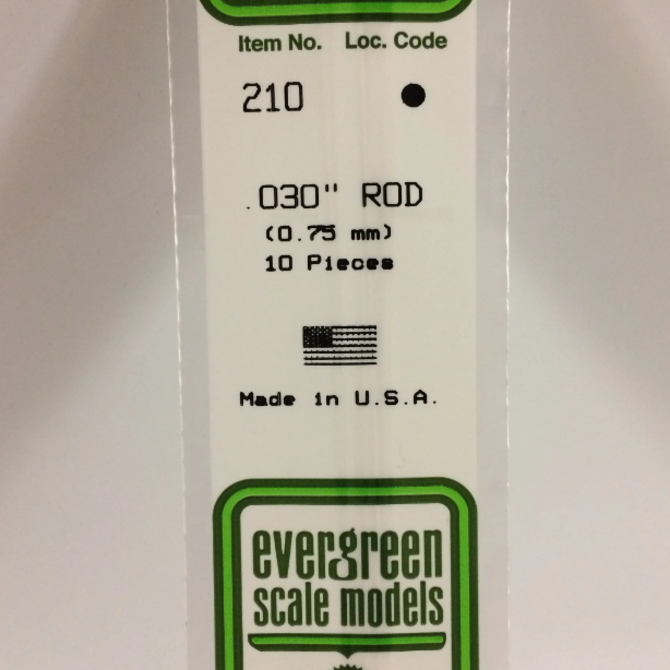 Item No. Loc. Code
210 ●
.030" ROD
(0.75 mm)
10 Pieces
Made in U.S.A.
evergreen
scale models